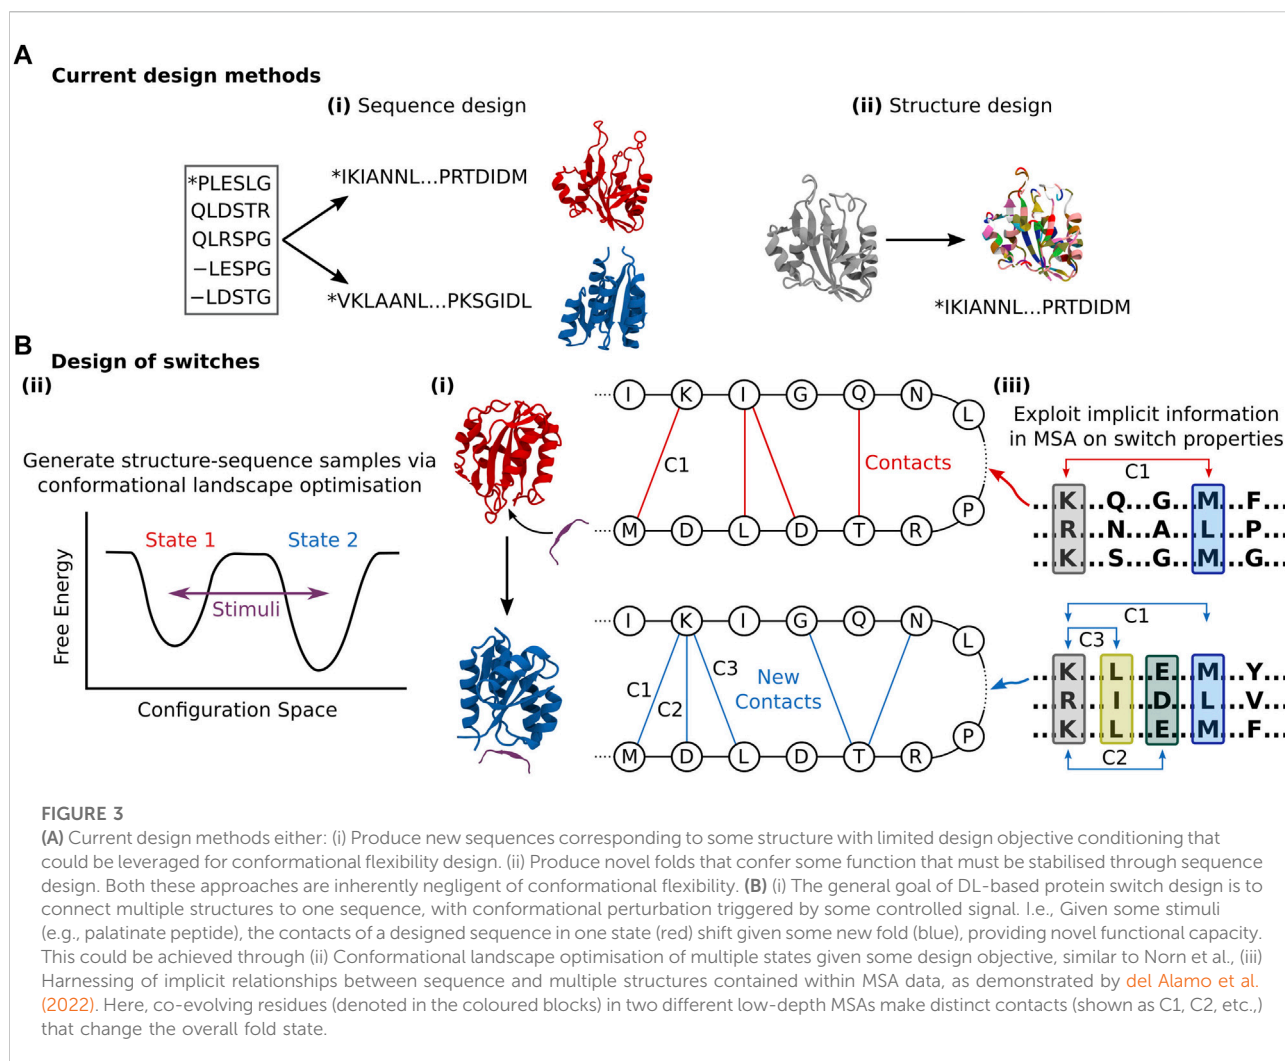 A
Current design methods
(i) Sequence design
(ii) Structure design
*PLESLG
QLDSTR
QLRSPG
–LESPG
–LDSTG
*IKIANNL...PRTDIDM
*VKLAANL...PKSGIDL
*IKIANNL...PRTDIDM
B
Design of switches
(ii)
Generate structure-sequence samples via
conformational landscape optimisation
State 1
State 2
Stimuli
Free Energy
Configuration Space
(i)
I K I G Q N
L
C1
Contacts
P
M D L D T R
I K I G Q N
L
C1
C2
C3
New
Contacts
P
M D L D T R
(iii)
Exploit implicit information
in MSA on switch properties
C1
...K...Q...G...M...F...
...R...N...A...L...P...
...K...S...G...M...G...
C1
C3
...K...L...E...M...Y...
...R...I...D...L...V...
...K...L...E...M...F...
C2
FIGURE 3
(A) Current design methods either: (i) Produce new sequences corresponding to some structure with limited design objective conditioning that
could be leveraged for conformational flexibility design. (ii) Produce novel folds that confer some function that must be stabilised through sequence
design. Both these approaches are inherently negligent of conformational flexibility. (B) (i) The general goal of DL-based protein switch design is to
connect multiple structures to one sequence, with conformational perturbation triggered by some controlled signal. I.e., Given some stimuli
(e.g., palatinate peptide), the contacts of a designed sequence in one state (red) shift given some new fold (blue), providing novel functional capacity.
This could be achieved through (ii) Conformational landscape optimisation of multiple states given some design objective, similar to Norn et al., (iii)
Harnessing of implicit relationships between sequence and multiple structures contained within MSA data, as demonstrated by del Alamo et al.
(2022). Here, co-evolving residues (denoted in the coloured blocks) in two different low-depth MSAs make distinct contacts (shown as C1, C2, etc.,)
that change the overall fold state.